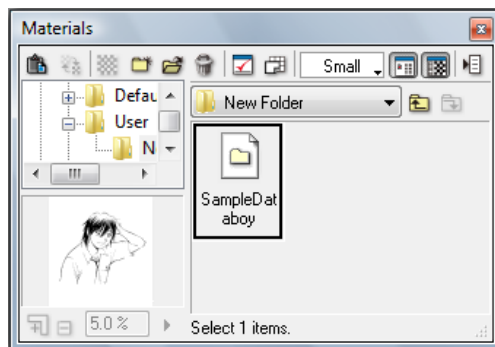 Materials
Small
Defau
User
N
New Folder
SampleDat
aboy
5.0 %
Select 1 items.